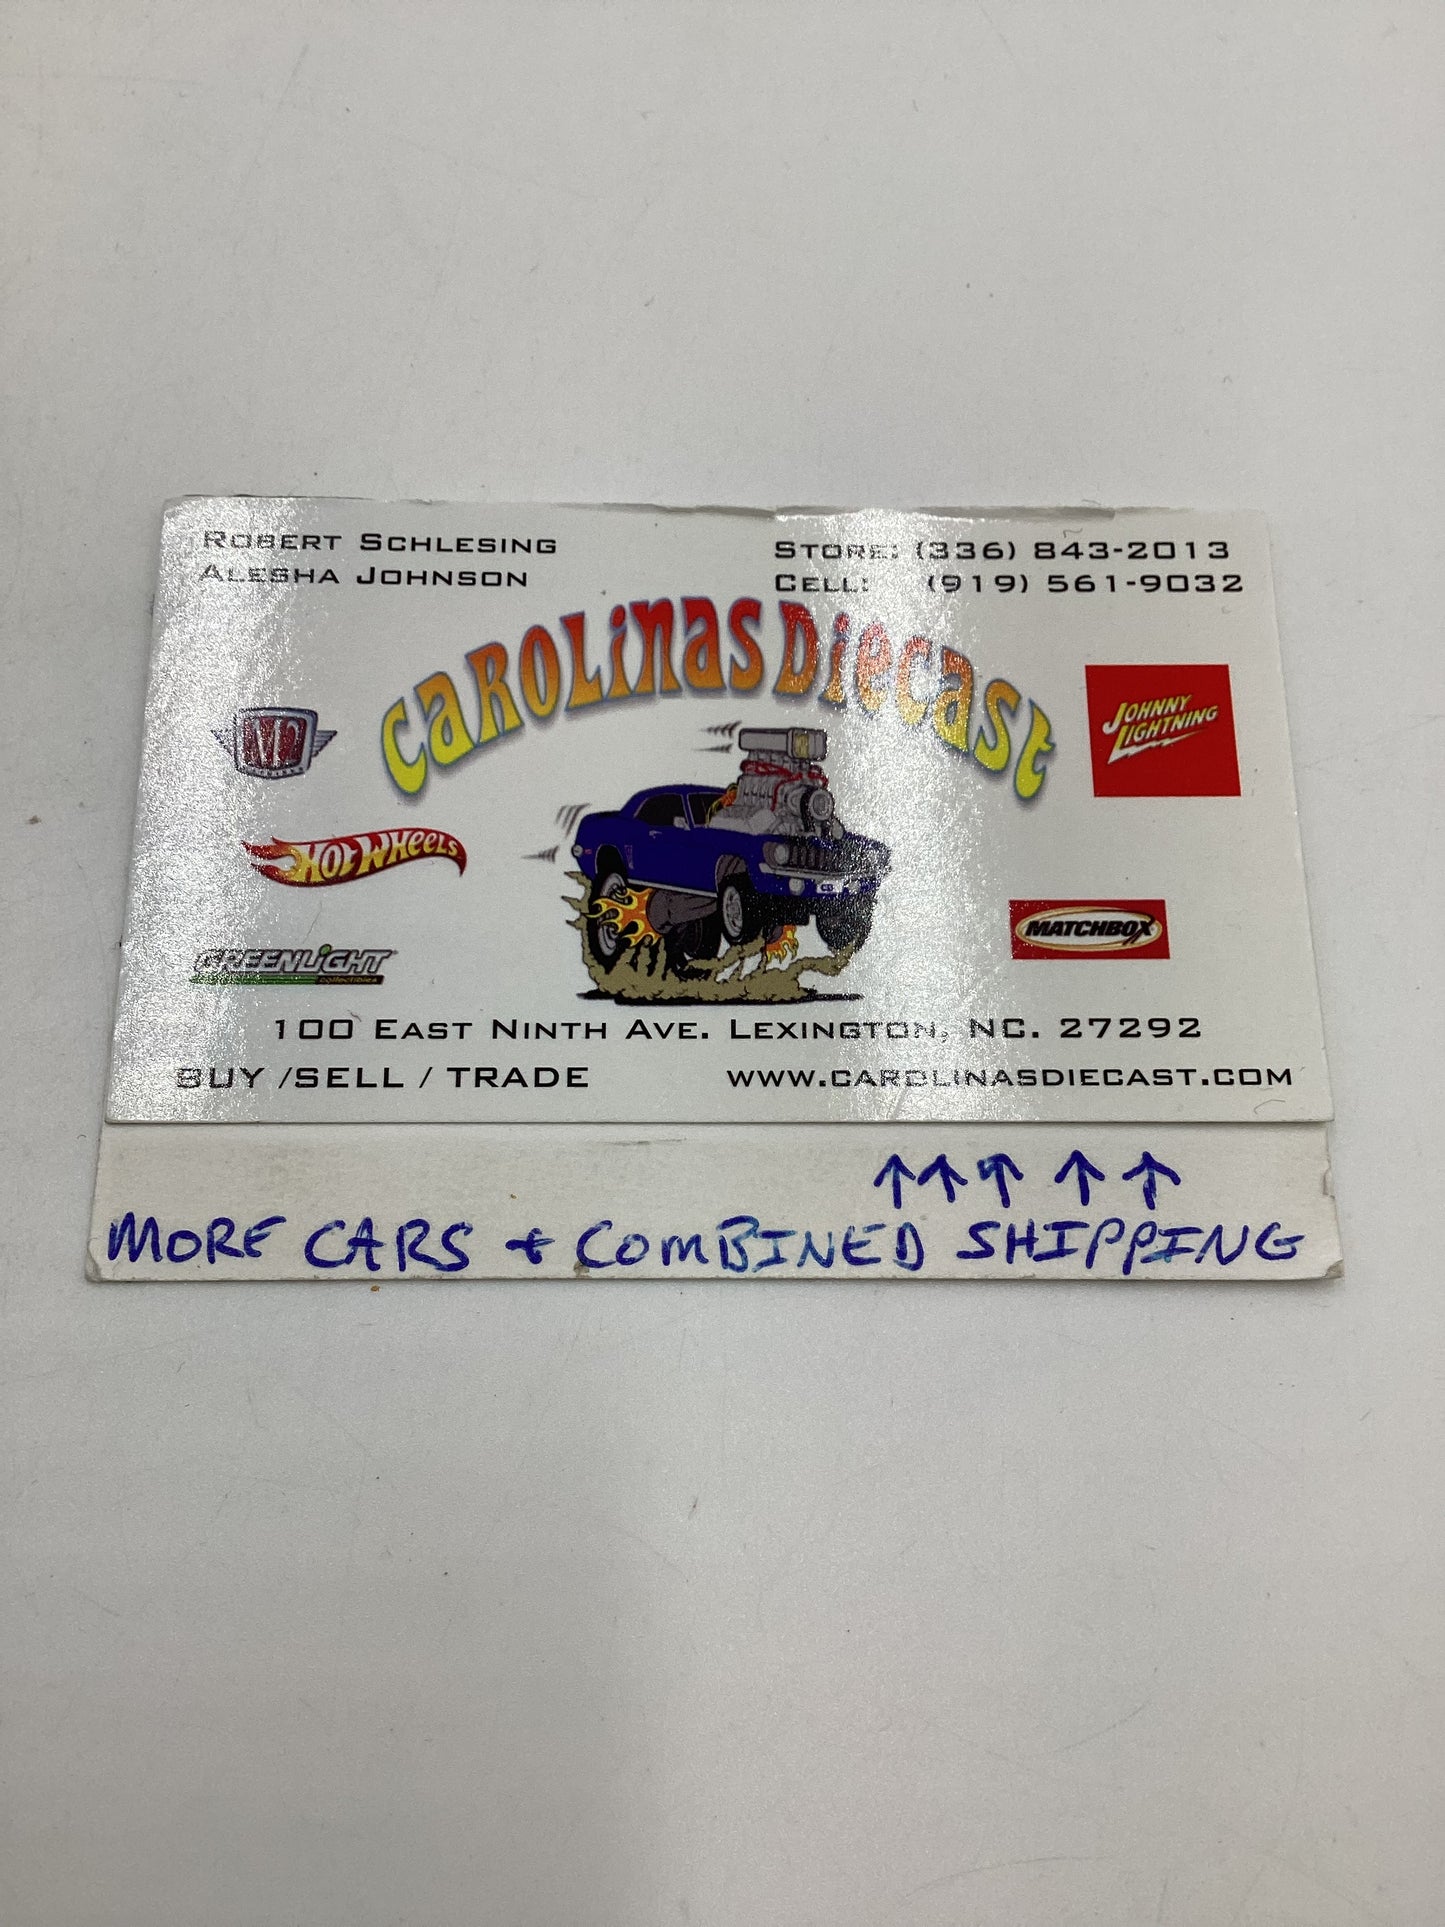 ROBERT SCHLESING
ALESHA JOHNSON
STORE: (336) 843-2013
CELL: (919) 561-9032
CAROLINAS DIECAST
M2
JOHNNY
LIGHTNING
HOT WHEELS
MATCHBOX
GREENLIGHT
100 EAST NINTH AVE. LEXINGTON, NC. 27292
BUY /SELL / TRADE
WWW.CAROLINASDIECAST.COM
MORE CARS + COMBINED SHIPPING